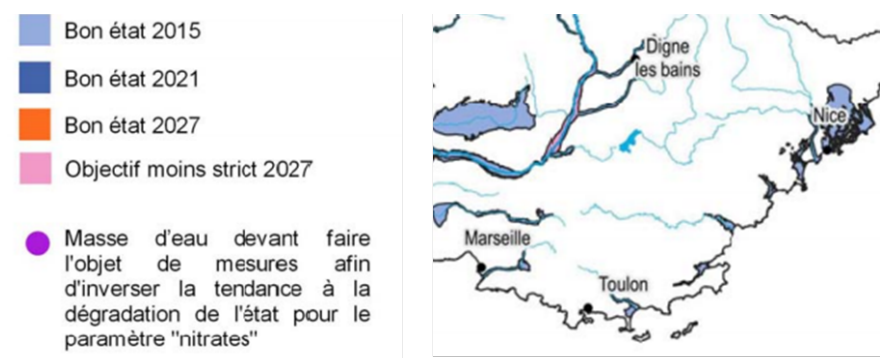 Bon état 2015
Bon état 2021
Bon état 2027
Objectif moins strict 2027
Masse d'eau devant faire
l'objet de mesures afin
d'inverser la tendance à la
dégradation de l'état pour le
paramètre "nitrates"
Digne
les bains
Nice
Marseille
Toulon